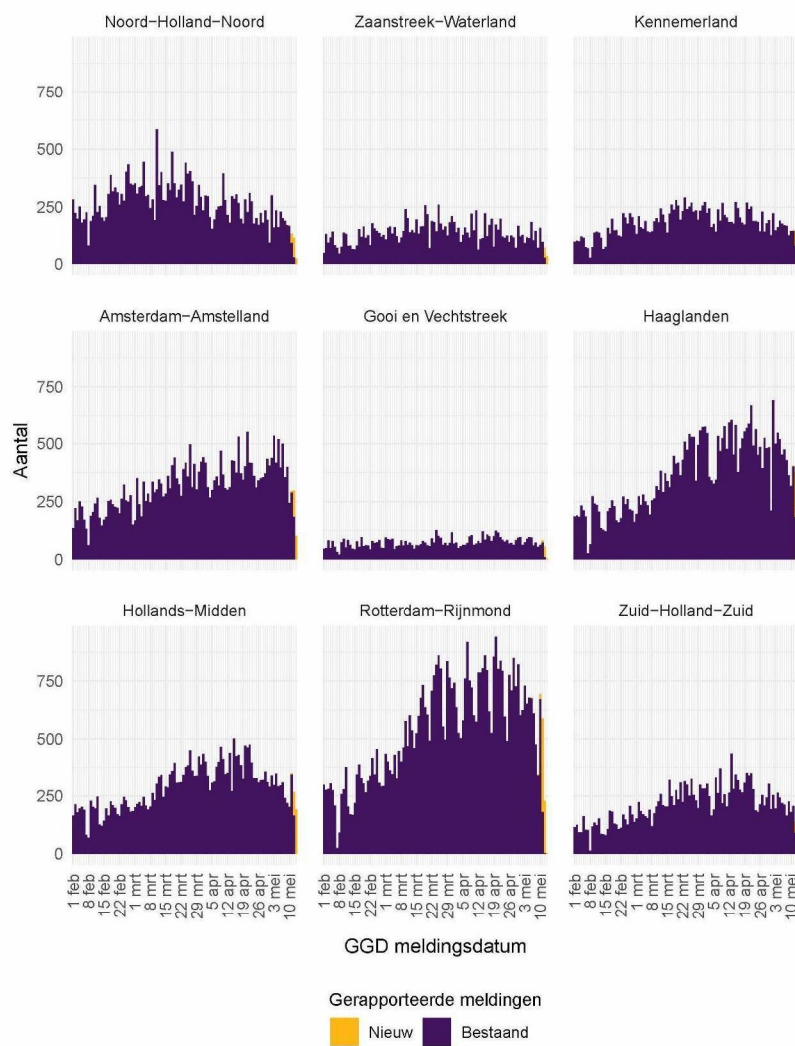 Noord−Holland−Noord
Zaanstreek−Waterland
Kennemerland
750
500
250
0
Amsterdam−Amstelland
Gooi en Vechtstreek
Haaglanden
750
500
250
0
Hollands−Midden
Rotterdam−Rijnmond
Zuid−Holland−Zuid
750
500
250
0
Aantal
1 feb
8 feb
15 feb
22 feb
1 mrt
8 mrt
15 mrt
22 mrt
29 mrt
5 apr
12 apr
19 apr
26 apr
3 mei
10 mei
1 feb
8 feb
15 feb
22 feb
1 mrt
8 mrt
15 mrt
22 mrt
29 mrt
5 apr
12 apr
19 apr
26 apr
3 mei
10 mei
1 feb
8 feb
15 feb
22 feb
1 mrt
8 mrt
15 mrt
22 mrt
29 mrt
5 apr
12 apr
19 apr
26 apr
3 mei
10 mei
GGD meldingsdatum
Gerapporteerde meldingen
Nieuw
Bestaand